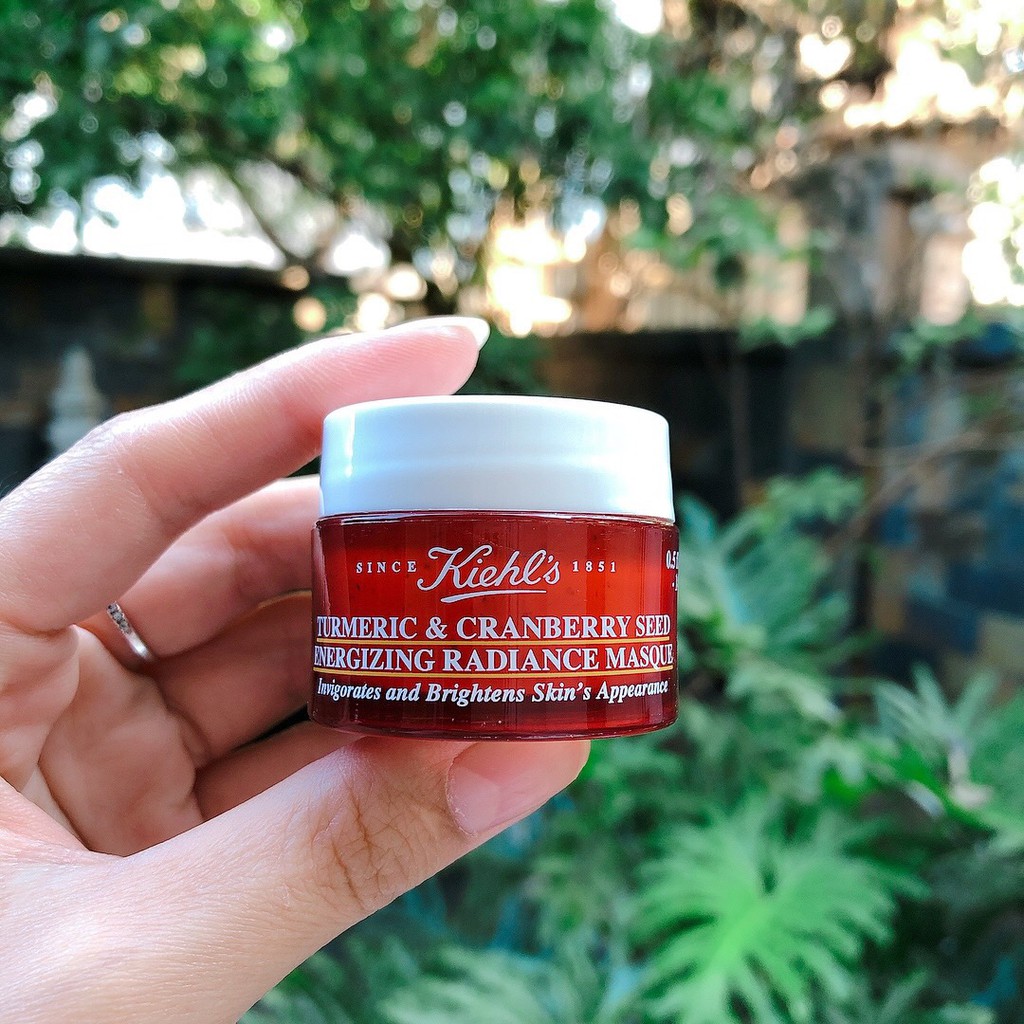 SINCE Kiehl's 1851
TURMERIC & CRANBERRY SEED
ENERGIZING RADIANCE MASQUE
Invigorates and Brightens Skin's Appearance